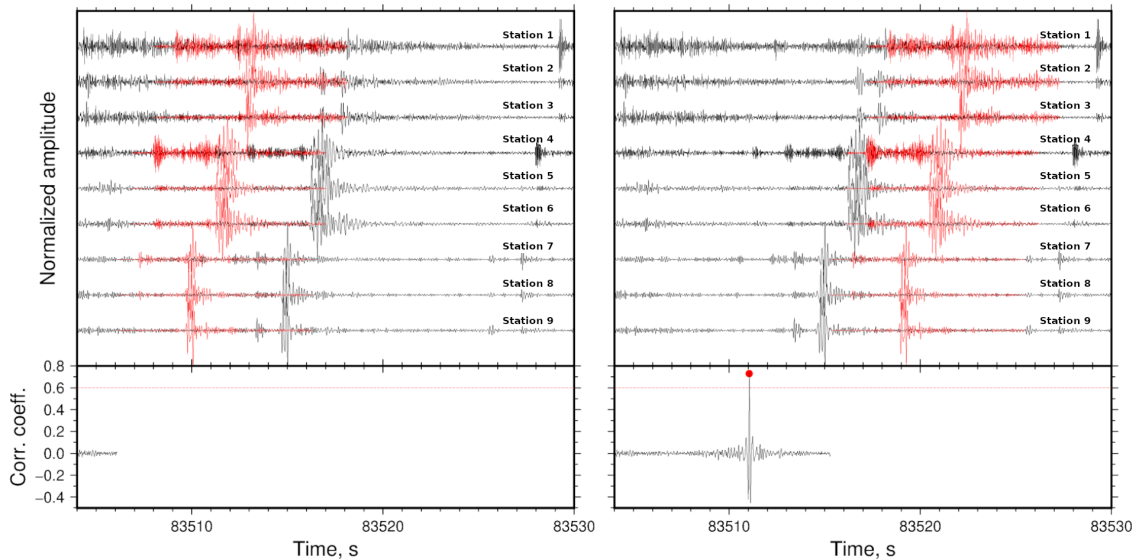 Station 1
Station 2
Station 3
Station 4
Station 5
Station 6
Station 7
Station 8
Station 9
Normalized amplitude
0.8
0.6
0.4
0.2
0.0
−0.2
−0.4
Corr. coeff.
83510
83520
83530
Time, s
Station 1
Station 2
Station 3
Station 4
Station 5
Station 6
Station 7
Station 8
Station 9
83510
83520
83530
Time, s